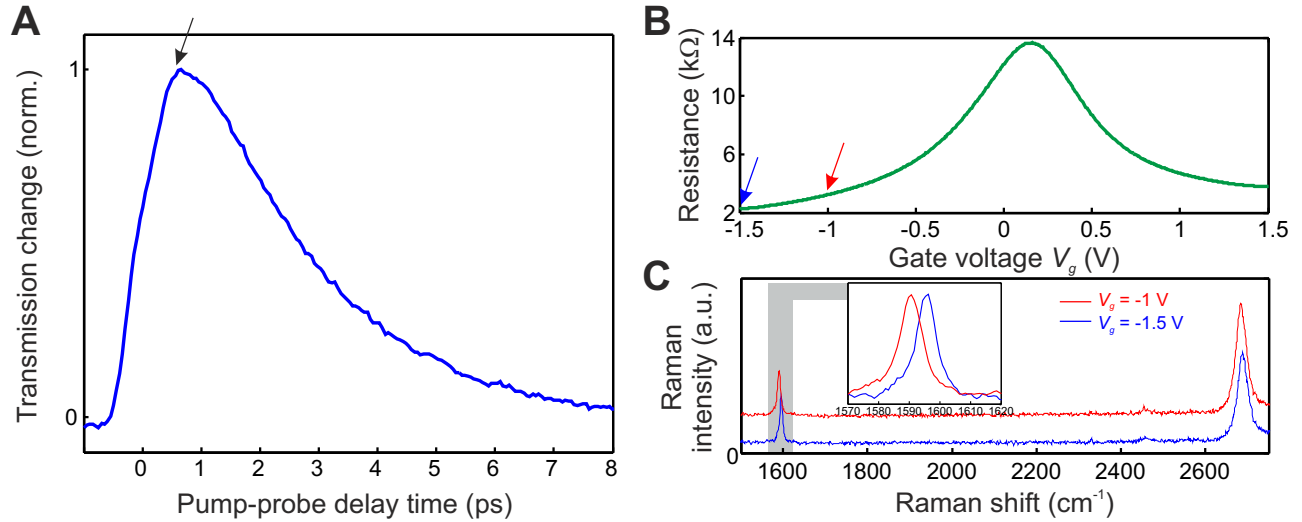 A
Transmission change (norm.)
1
0
0 1 2 3 4 5 6 7 8
Pump-probe delay time (ps)
B
Resistance (kΩ)
14
10
6
2
-1.5 -1 -0.5 0 0.5 1 1.5
Gate voltage Vg (V)
C
Raman
intensity (a.u.)
0
Vg = -1 V
Vg = -1.5 V
1570 1580 1590 1600 1610 1620
1600 1800 2000 2200 2400 2600
Raman shift (cm⁻¹)